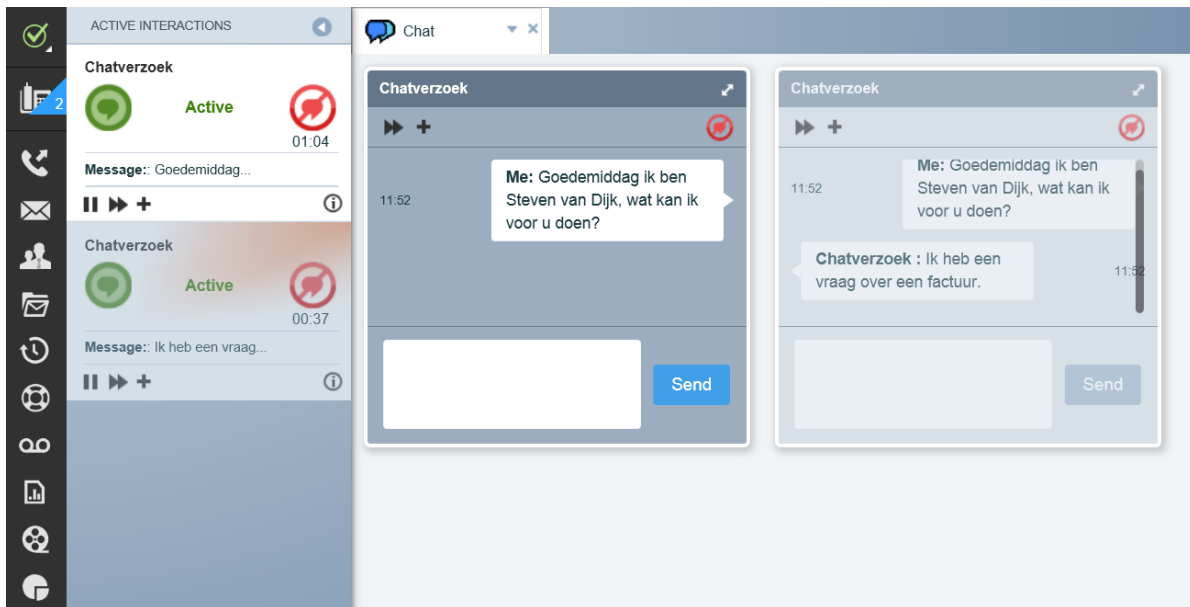 ACTIVE INTERACTIONS
Chat
2
Chatverzoek
Active
01:04
Message:: Goedemiddag...
Chatverzoek
Active
00:37
Message:: Ik heb een vraag...
Chatverzoek
11:52
Me: Goedemiddag ik ben
Steven van Dijk, wat kan ik
voor u doen?
Send
Chatverzoek
11:52
Me: Goedemiddag ik ben
Steven van Dijk, wat kan ik
voor u doen?
Chatverzoek : Ik heb een
vraag over een factuur.
11:52
Send